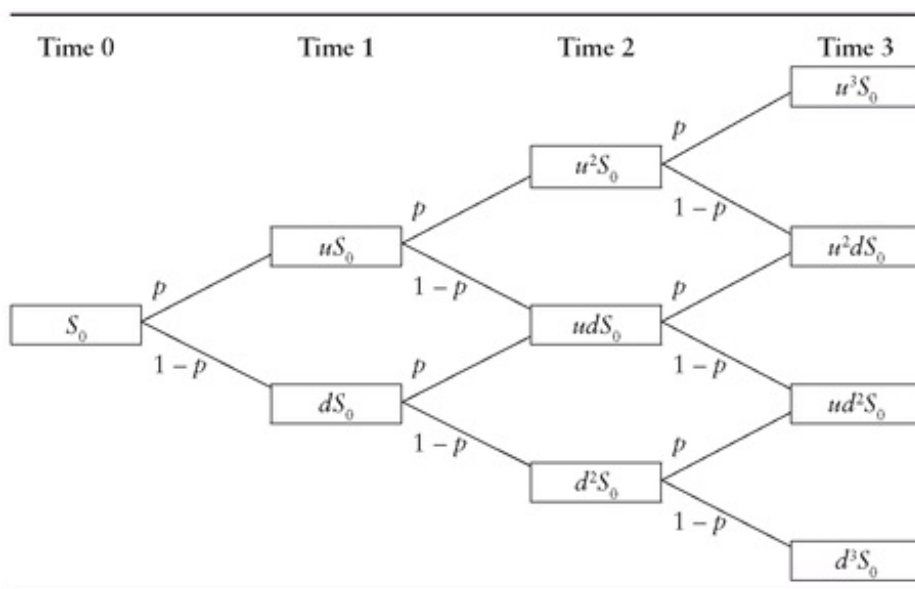 Time 0 Time 1 Time 2 Time 3
u³S₀
p
u²S₀
p 1 – p
uS₀ u²dS₀
p 1 – p p
S₀ udS₀
1 – p p 1 – p
dS₀ ud²S₀
1 – p p
d²S₀
1 – p
d³S₀